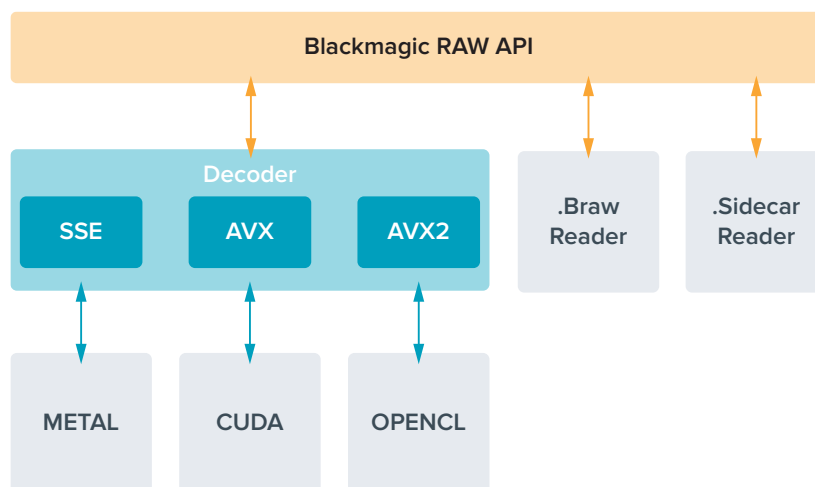 Blackmagic RAW API
Decoder
SSE
AVX
AVX2
.Braw
Reader
.Sidecar
Reader
METAL
CUDA
OPENCL